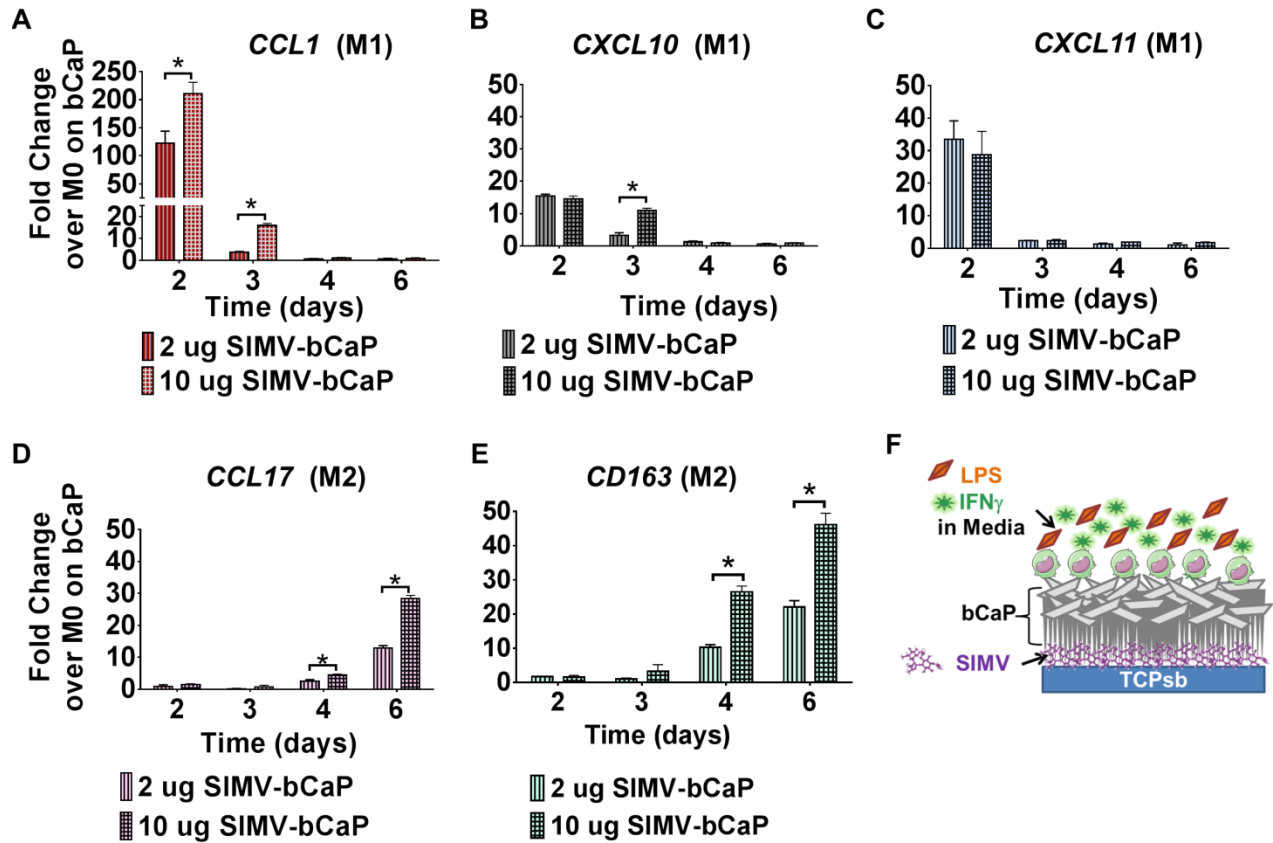 A
CCL1 (M1)
Fold Change
over M0 on bCaP
250
200
150
100
50
20
10
0
*
*
2 3 4 6
Time (days)
2 ug SIMV-bCaP
10 ug SIMV-bCaP
B
CXCL10 (M1)
50
40
30
20
10
0
*
2 3 4 6
Time (days)
2 ug SIMV-bCaP
10 ug SIMV-bCaP
C
CXCL11 (M1)
50
40
30
20
10
0
2 3 4 6
Time (days)
2 ug SIMV-bCaP
10 ug SIMV-bCaP
D
CCL17 (M2)
Fold Change
over M0 on bCaP
50
40
30
20
10
0
*
*
2 3 4 6
Time (days)
2 ug SIMV-bCaP
10 ug SIMV-bCaP
E
CD163 (M2)
50
40
30
20
10
0
*
*
2 3 4 6
Time (days)
2 ug SIMV-bCaP
10 ug SIMV-bCaP
F
LPS
IFNγ
in Media
bCaP
SIMV
TCPsb